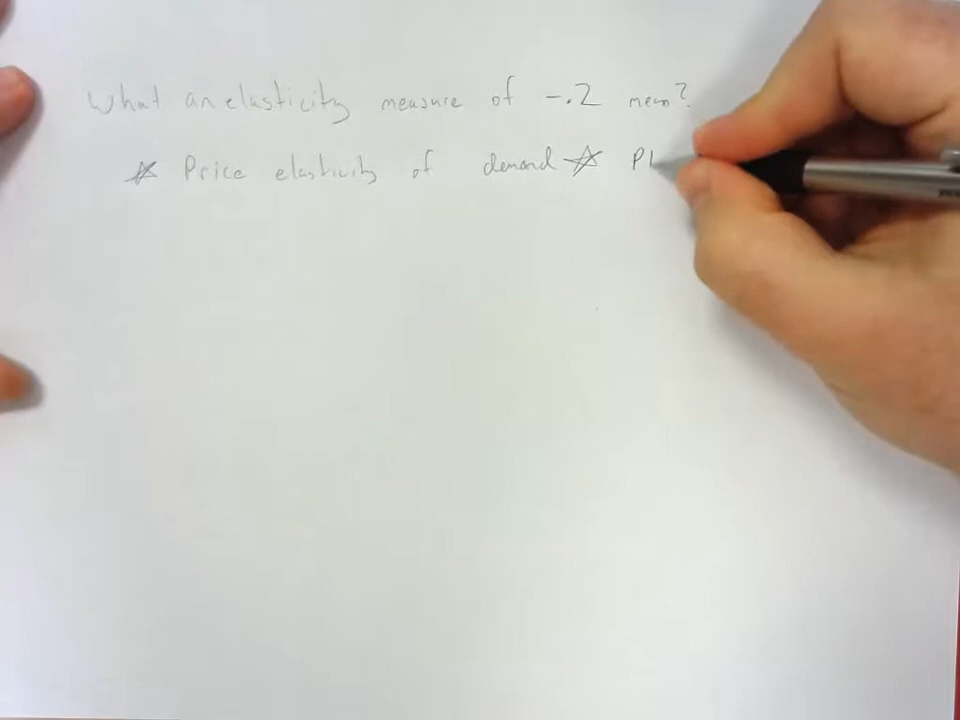 What an elasticity measure of -.2 mean?
☆ Price elasticity of demand ☆ P